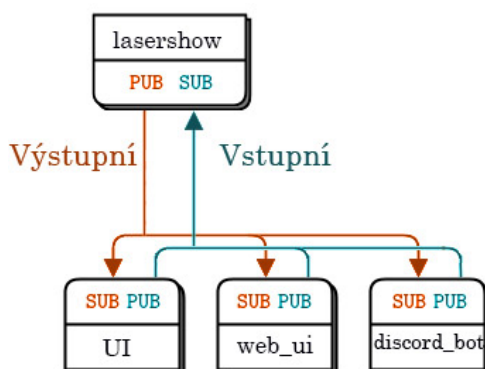 lasershow
PUB SUB
Výstupní Vstupní
SUB PUB SUB PUB SUB PUB
UI web_ui discord_bot